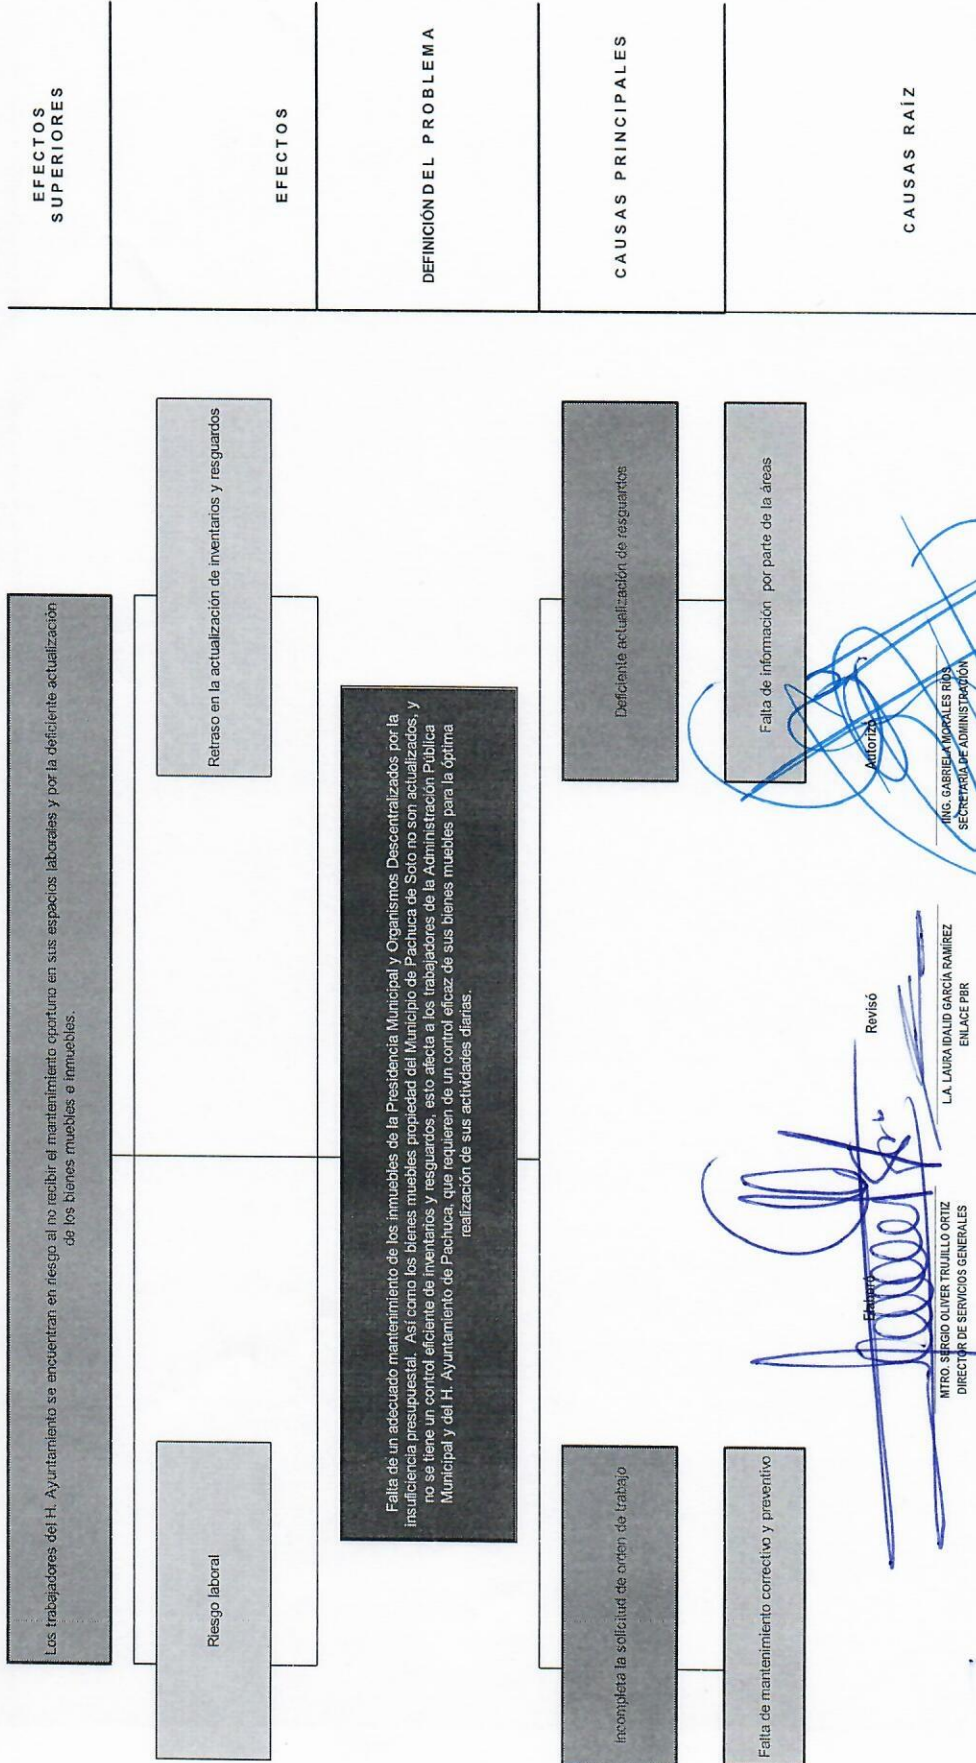 EFECTOS
SUPERIORES
Los trabajadores del H. Ayuntamiento se encuentran en riesgo al no recibir el mantenimiento oportuno en sus espacios laborales y por la deficiente actualización
de los bienes muebles e inmuebles.
EFECTOS
Riesgo laboral
Retraso en la actualización de inventarios y resguardos
DEFINICIÓN DEL PROBLEMA
Falta de un adecuado mantenimiento de los inmuebles de la Presidencia Municipal y Organismos Descentralizados por la
insuficiencia presupuestal. Así como los bienes muebles propiedad del Municipio de Pachuca de Soto no son actualizados, y
no se tiene un control eficiente de inventarios y resguardos, esto afecta a los trabajadores de la Administración Pública
Municipal y del H. Ayuntamiento de Pachuca, que requieren de un control eficaz de sus bienes muebles para la óptima
realización de sus actividades diarias.
CAUSAS PRINCIPALES
Incompleta la solicitud de orden de trabajo
Deficiente actualización de resguardos
CAUSAS RAÍZ
Falta de mantenimiento correctivo y preventivo
Falta de información por parte de la áreas
Elaboró
Revisó
Autorizó
MTRO. SERGIO OLIVER TRUJILLO ORTIZ
DIRECTOR DE SERVICIOS GENERALES
L.A. LAURA IDALID GARCÍA RAMÍREZ
ENLACE PBR
ING. GABRIELA MORALES RÍOS
SECRETARIA DE ADMINISTRACIÓN